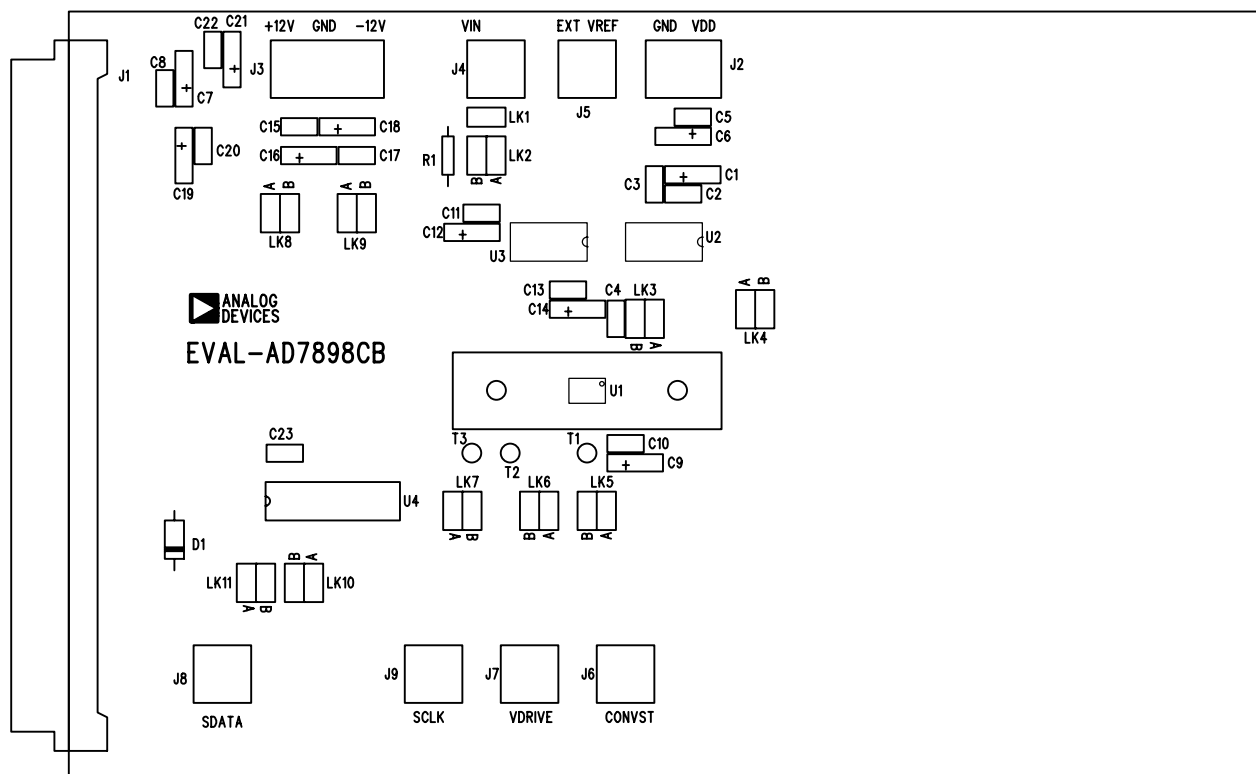 C22 C21
+12V GND -12V
VIN
EXT VREF
GND VDD
J1
C8
C7
J3
J4
J5
J2
LK1
C5
C6
C15
C18
C20
C16
C17
R1
LK2
B
A
C19
C3
C1
C2
A
B
A
B
LK8
LK9
C11
C12
U3
U2
ANALOG
DEVICES
C13
C14
C4
LK3
B
A
A
B
LK4
EVAL-AD7898CB
U1
C23
T3
T2
T1
C10
C9
LK7
LK6
LK5
U4
A
B
B
A
B
A
D1
B
A
LK11
LK10
A
B
J8
J9
J7
J6
SDATA
SCLK
VDRIVE
CONVST